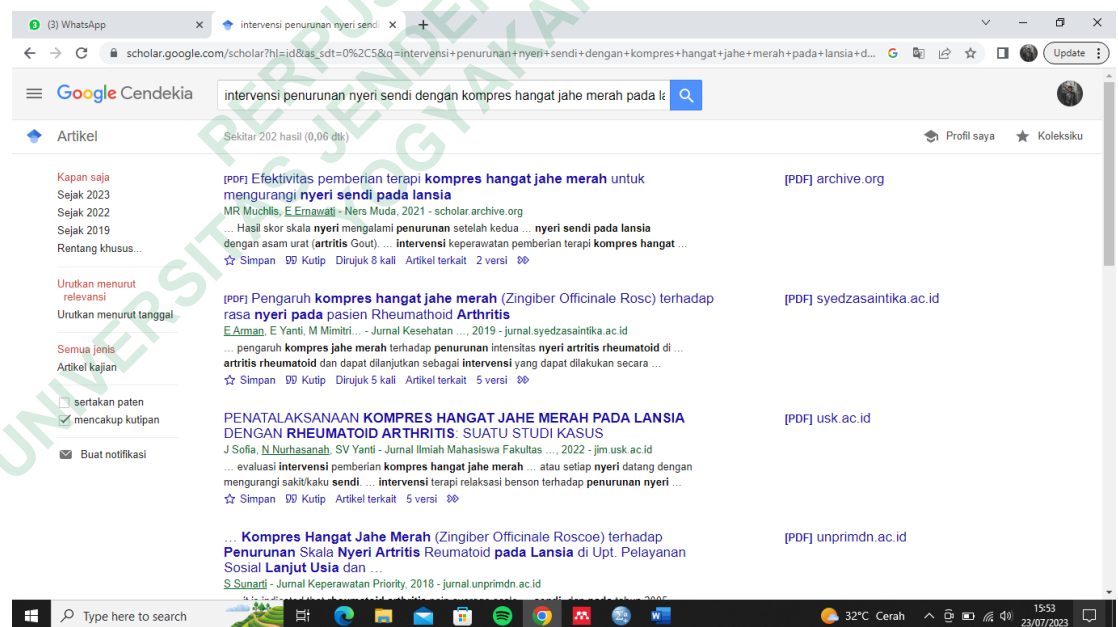 (3) WhatsApp
intervensi penurunan nyeri sendi
scholar.google.com/scholar?hl=id&as_sdt=0%2C5&q=intervensi+penurunan+nyeri+sendi+dengan+kompres+hangat+jahe+merah+pada+lansia+d...
Update
Google Cendekia
intervensi penurunan nyeri sendi dengan kompres hangat jahe merah pada la
Artikel
Sekitar 202 hasil (0,06 dtk)
Profil saya
Koleksiku
Kapan saja
Sejak 2023
Sejak 2022
Sejak 2019
Rentang khusus...
Urutkan menurut
relevansi
Urutkan menurut tanggal
Semua jenis
Artikel kajian
sertakan paten
mencakup kutipan
Buat notifikasi
[PDF] Efektivitas pemberian terapi kompres hangat jahe merah untuk
mengurangi nyeri sendi pada lansia
MR Muchlis, E Ernawati - Ners Muda, 2021 - scholar.archive.org
... Hasil skor skala nyeri mengalami penurunan setelah kedua ... nyeri sendi pada lansia
dengan asam urat (artritis Gout). ... intervensi keperawatan pemberian terapi kompres hangat ...
Simpan Kutip Dirujuk 8 kali Artikel terkait 2 versi
[PDF] archive.org
[PDF] Pengaruh kompres hangat jahe merah (Zingiber Officinale Rosc) terhadap
rasa nyeri pada pasien Rheumathoid Arthritis
E Arman, E Yanti, M Mimitri... - Jurnal Kesehatan ..., 2019 - jurnal.syedzasaintika.ac.id
... pengaruh kompres jahe merah terhadap penurunan intensitas nyeri artritis rheumatoid di ...
artritis rheumatoid dan dapat dilanjutkan sebagai intervensi yang dapat dilakukan secara ...
Simpan Kutip Dirujuk 5 kali Artikel terkait 5 versi
[PDF] syedzasaintika.ac.id
PENATALAKSANAAN KOMPRES HANGAT JAHE MERAH PADA LANSIA
DENGAN RHEUMATOID ARTHRITIS: SUATU STUDI KASUS
J Sofia, N Nurhasanah, SV Yanti - Jurnal Ilmiah Mahasiswa Fakultas ..., 2022 - jim.usk.ac.id
... evaluasi intervensi pemberian kompres hangat jahe merah ... atau setiap nyeri datang dengan
mengurangi sakit/kaku sendi. ... intervensi terapi relaksasi benson terhadap penurunan nyeri ...
Simpan Kutip Artikel terkait 5 versi
[PDF] usk.ac.id
... Kompres Hangat Jahe Merah (Zingiber Officinale Roscoe) terhadap
Penurunan Skala Nyeri Artritis Reumatoid pada Lansia di Upt. Pelayanan
Sosial Lanjut Usia dan ...
S Sunarti - Jurnal Keperawatan Priority, 2018 - jurnal.unprimdn.ac.id
[PDF] unprimdn.ac.id
Type here to search
32°C Cerah
15:53
23/07/2023
UNIVERSITAS JENDE
YOGYAKA